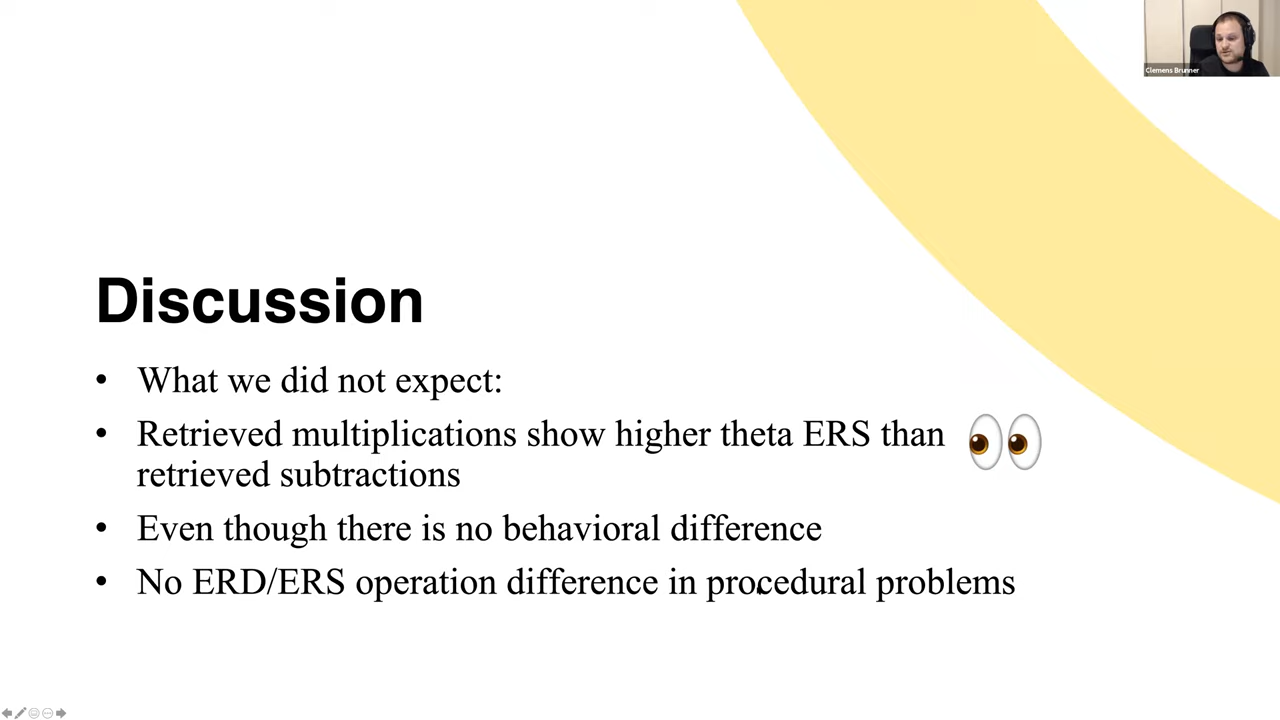 Clemens Brunner
Discussion
• What we did not expect:
• Retrieved multiplications show higher theta ERS than
retrieved subtractions
• Even though there is no behavioral difference
• No ERD/ERS operation difference in procedural problems